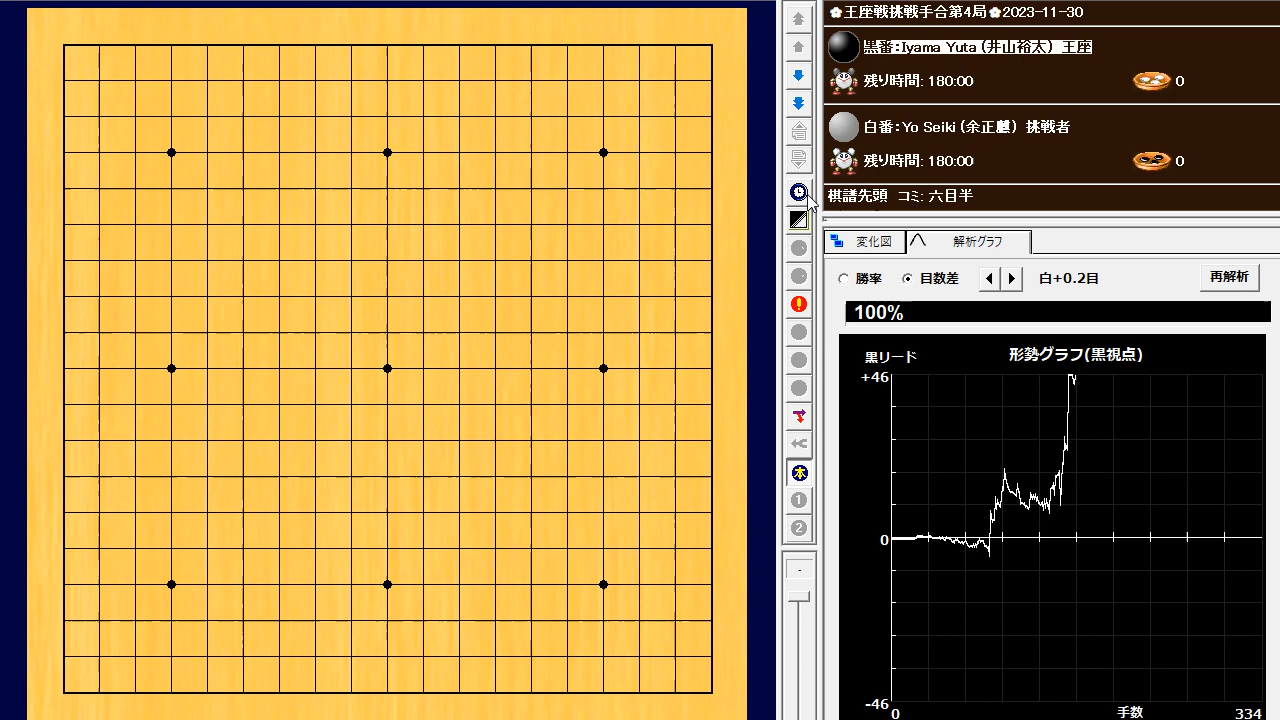 ✿王座戦挑戦手合第4局✿2023-11-30
黒番:Iyama Yuta (井山裕太) 王座
残り時間: 180:00
0
白番:Yo Seiki (余正麒) 挑戦者
残り時間: 180:00
0
棋譜先頭 コミ: 六目半
変化図
解析グラフ
勝率
目数差
白+0.2目
再解析
100%
黒リード
形勢グラフ(黒視点)
+46
0
-46
0
手数
334
本
1
2
-